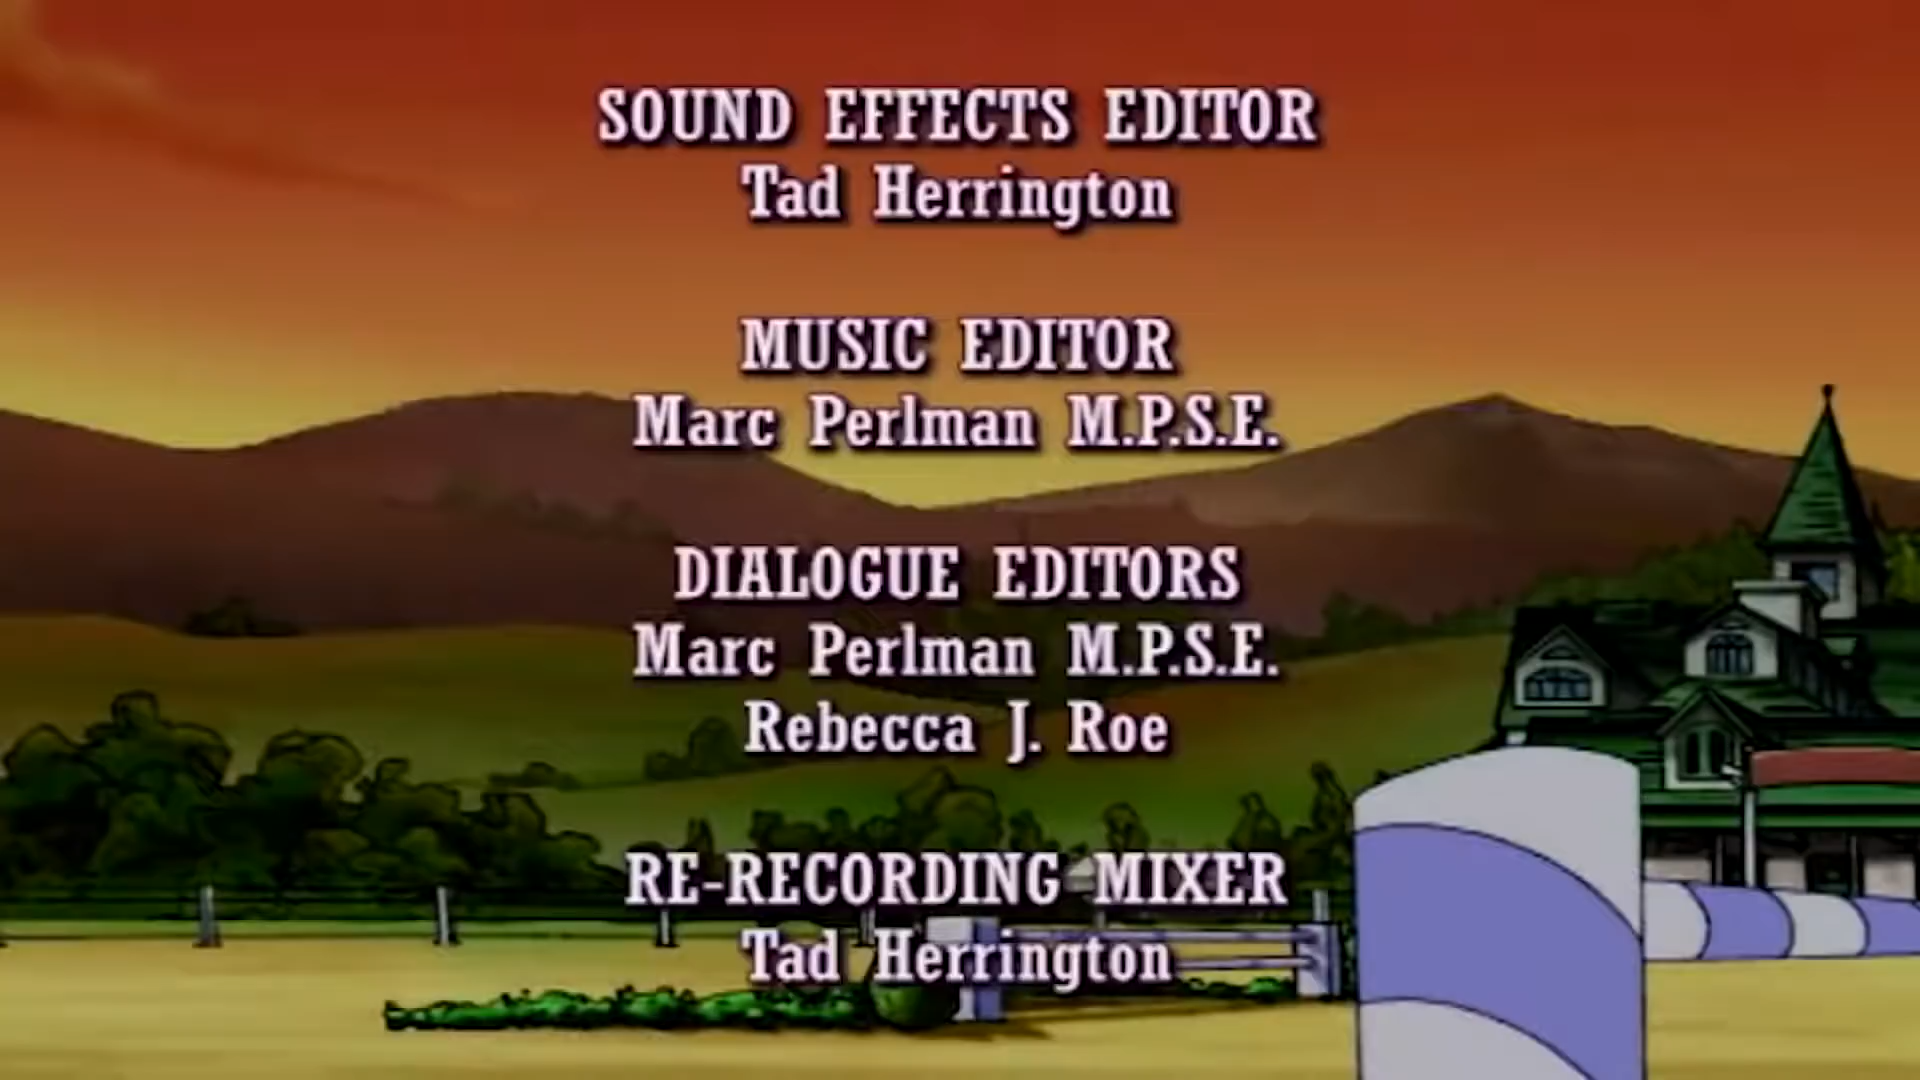 SOUND EFFECTS EDITOR
Tad Herrington
MUSIC EDITOR
Marc Perlman M.P.S.E.
DIALOGUE EDITORS
Marc Perlman M.P.S.E.
Rebecca J. Roe
RE-RECORDING MIXER
Tad Herrington